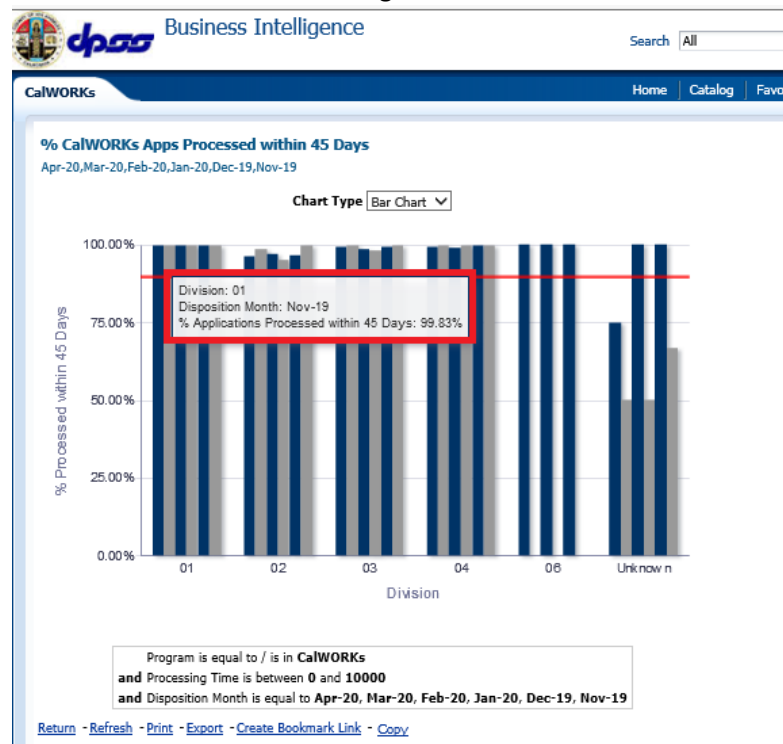 dpss Business Intelligence
Search All
CalWORKs Home Catalog Favo
% CalWORKs Apps Processed within 45 Days
Apr-20,Mar-20,Feb-20,Jan-20,Dec-19,Nov-19
Chart Type Bar Chart
100.00%
75.00%
50.00%
25.00%
0.00%
% Processed within 45 Days
Division: 01
Disposition Month: Nov-19
% Applications Processed within 45 Days: 99.83%
01 02 03 04 06 Unknown
Division
Program is equal to / is in CalWORKs
and Processing Time is between 0 and 10000
and Disposition Month is equal to Apr-20, Mar-20, Feb-20, Jan-20, Dec-19, Nov-19
Return - Refresh - Print - Export - Create Bookmark Link - Copy